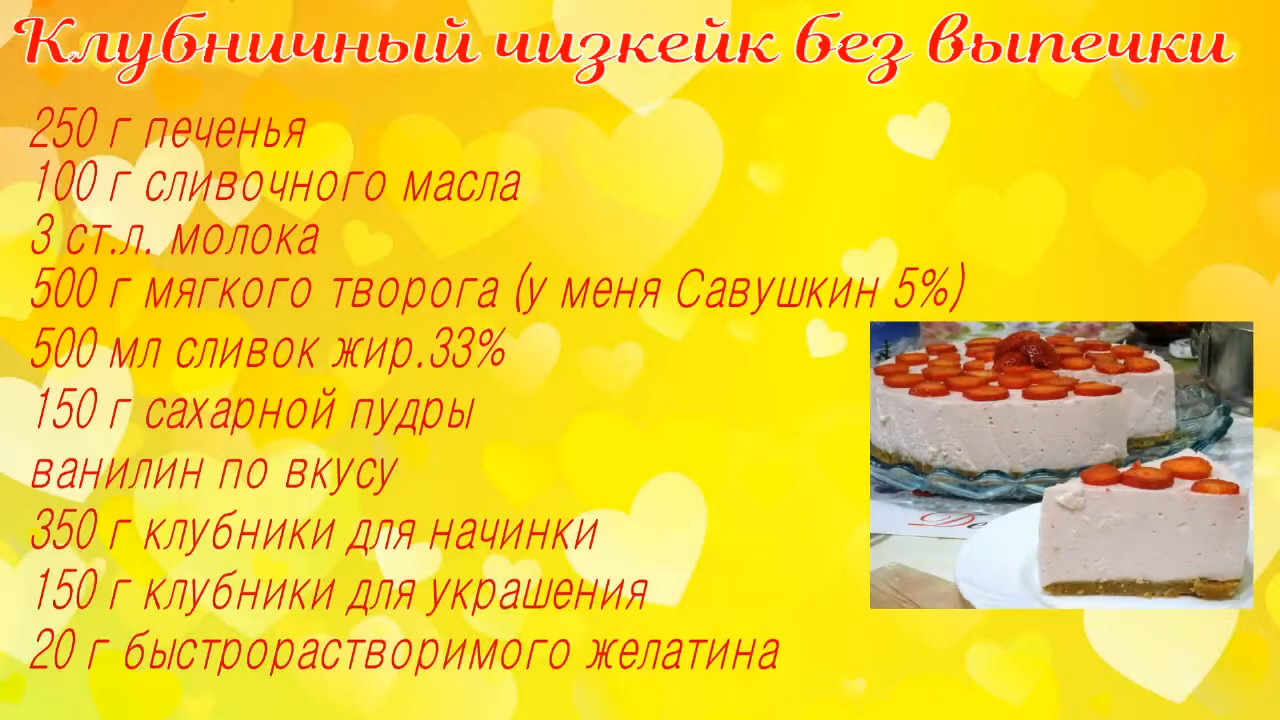 Клубничный чизкейк без выпечки
250 г печенья
100 г сливочного масла
3 ст.л. молока
500 г мягкого творога (у меня Савушкин 5%)
500 мл сливок жир.33%
150 г сахарной пудры
ванилин по вкусу
350 г клубники для начинки
150 г клубники для украшения
20 г быстрорастворимого желатина